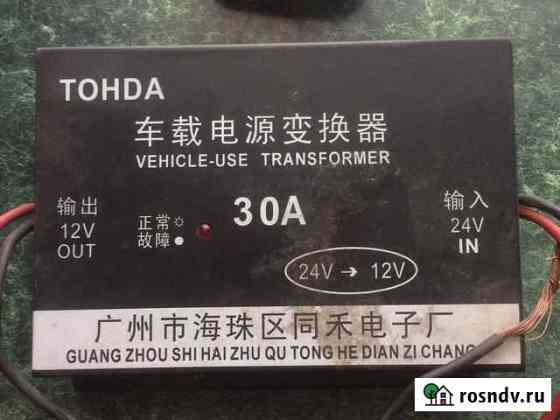 TOHDA
车载电源变换器
VEHICLE-USE TRANSFORMER
输出
12V
OUT
正常☼
故障●
30A
输入
24V
IN
24V → 12V
广州市海珠区同禾电子厂
GUANG ZHOU SHI HAI ZHU QU TONG HE DIAN ZI CHANG
rosndv.ru